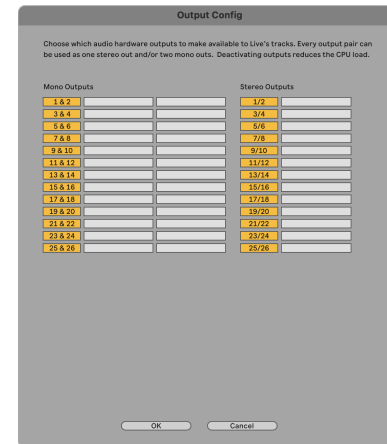 Output Config
Choose which audio hardware outputs to make available to Live's tracks. Every output pair can
be used as one stereo out and/or two mono outs. Deactivating outputs reduces the CPU load.
Mono Outputs Stereo Outputs
1 & 2 1/2
3 & 4 3/4
5 & 6 5/6
7 & 8 7/8
9 & 10 9/10
11 & 12 11/12
13 & 14 13/14
15 & 16 15/16
17 & 18 17/18
19 & 20 19/20
21 & 22 21/22
23 & 24 23/24
25 & 26 25/26
OK Cancel